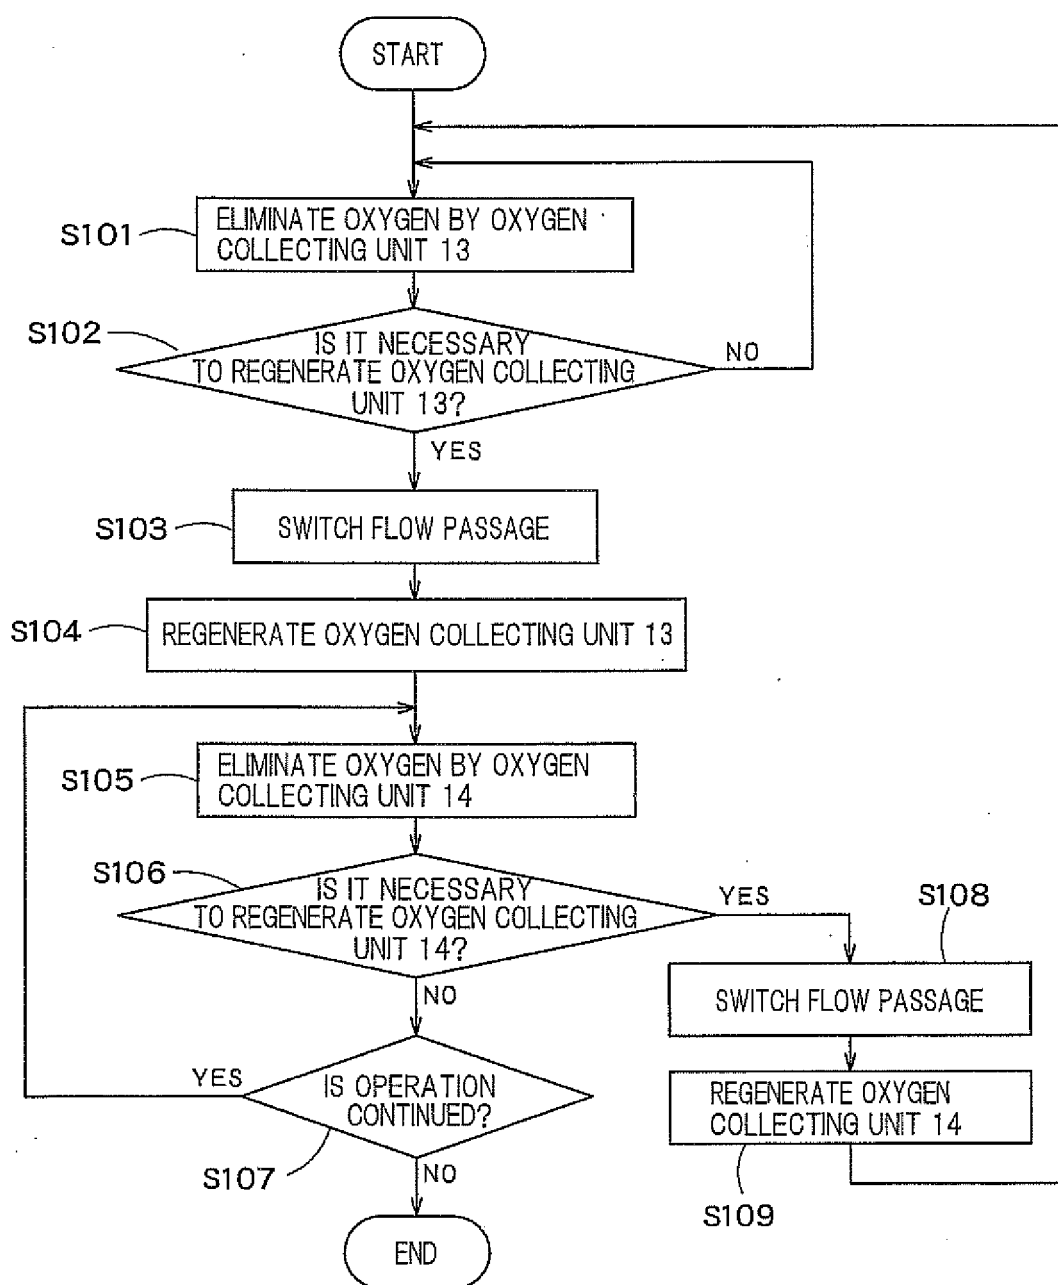 START
S101
ELIMINATE OXYGEN BY OXYGEN
COLLECTING UNIT 13
S102
IS IT NECESSARY
TO REGENERATE OXYGEN COLLECTING
UNIT 13?
NO
YES
S103
SWITCH FLOW PASSAGE
S104
REGENERATE OXYGEN COLLECTING UNIT 13
S105
ELIMINATE OXYGEN BY OXYGEN
COLLECTING UNIT 14
S106
IS IT NECESSARY
TO REGENERATE OXYGEN COLLECTING
UNIT 14?
YES
S108
NO
SWITCH FLOW PASSAGE
YES
IS OPERATION
CONTINUED?
REGENERATE OXYGEN
COLLECTING UNIT 14
S107
NO
S109
END